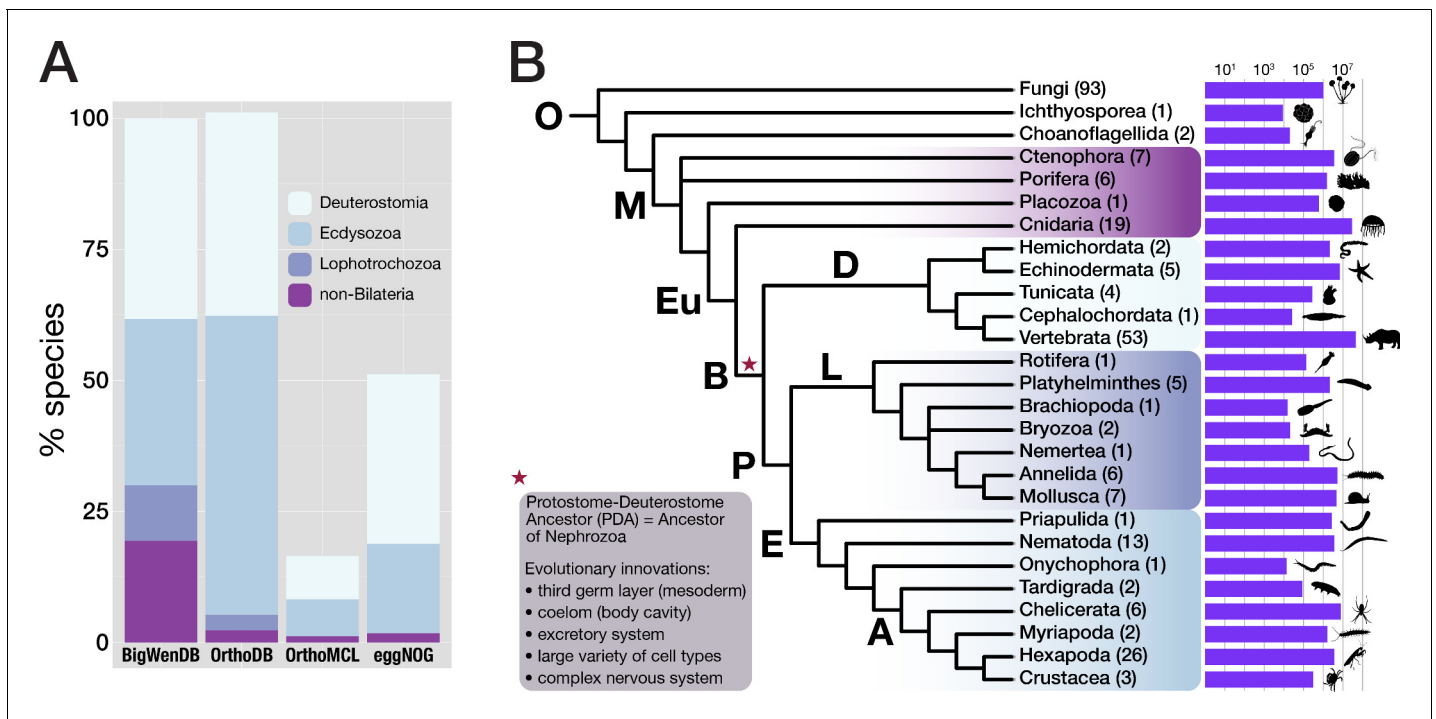 A
100
75
50
25
0
% species
Deuterostomia
Ecdysozoa
Lophotrochozoa
non-Bilateria
BigWenDB
OrthoDB
OrthoMCL
eggNOG
B
10¹ 10³ 10⁵ 10⁷
O
M
Eu
B
D
L
P
E
A
Fungi (93)
Ichthyosporea (1)
Choanoflagellida (2)
Ctenophora (7)
Porifera (6)
Placozoa (1)
Cnidaria (19)
Hemichordata (2)
Echinodermata (5)
Tunicata (4)
Cephalochordata (1)
Vertebrata (53)
Rotifera (1)
Platyhelminthes (5)
Brachiopoda (1)
Bryozoa (2)
Nemertea (1)
Annelida (6)
Mollusca (7)
Priapulida (1)
Nematoda (13)
Onychophora (1)
Tardigrada (2)
Chelicerata (6)
Myriapoda (2)
Hexapoda (26)
Crustacea (3)
Protostome-Deuterostome
Ancestor (PDA) = Ancestor
of Nephrozoa
Evolutionary innovations:
• third germ layer (mesoderm)
• coelom (body cavity)
• excretory system
• large variety of cell types
• complex nervous system